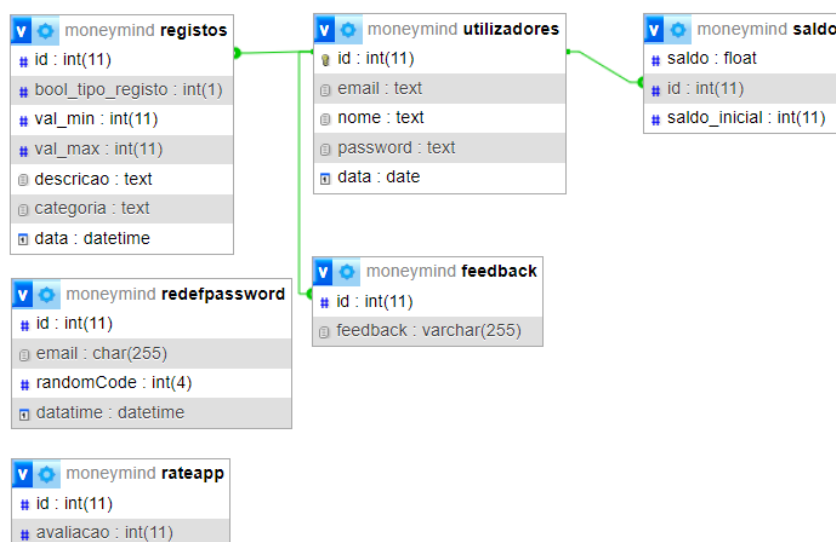 v moneymind registos
# id : int(11)
# bool_tipo_registo : int(1)
# val_min : int(11)
# val_max : int(11)
descricao : text
categoria : text
data : datetime
v moneymind utilizadores
id : int(11)
email : text
nome : text
password : text
data : date
v moneymind saldo
# saldo : float
# id : int(11)
# saldo_inicial : int(11)
v moneymind redefpassword
# id : int(11)
email : char(255)
# randomCode : int(4)
datatime : datetime
v moneymind feedback
# id : int(11)
feedback : varchar(255)
v moneymind rateapp
# id : int(11)
# avaliacao : int(11)